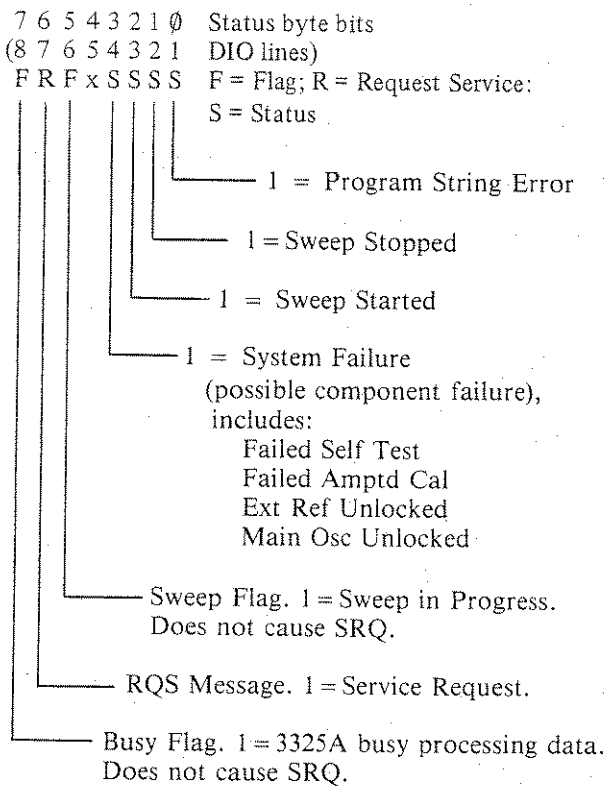 7 6 5 4 3 2 1 0 Status byte bits
(8 7 6 5 4 3 2 1 DIO lines)
F R F x S S S S F = Flag; R = Request Service:
S = Status
1 = Program String Error
1 = Sweep Stopped
1 = Sweep Started
1 = System Failure
(possible component failure),
includes:
Failed Self Test
Failed Amptd Cal
Ext Ref Unlocked
Main Osc Unlocked
Sweep Flag. 1 = Sweep in Progress.
Does not cause SRQ.
RQS Message. 1 = Service Request.
Busy Flag. 1 = 3325A busy processing data.
Does not cause SRQ.